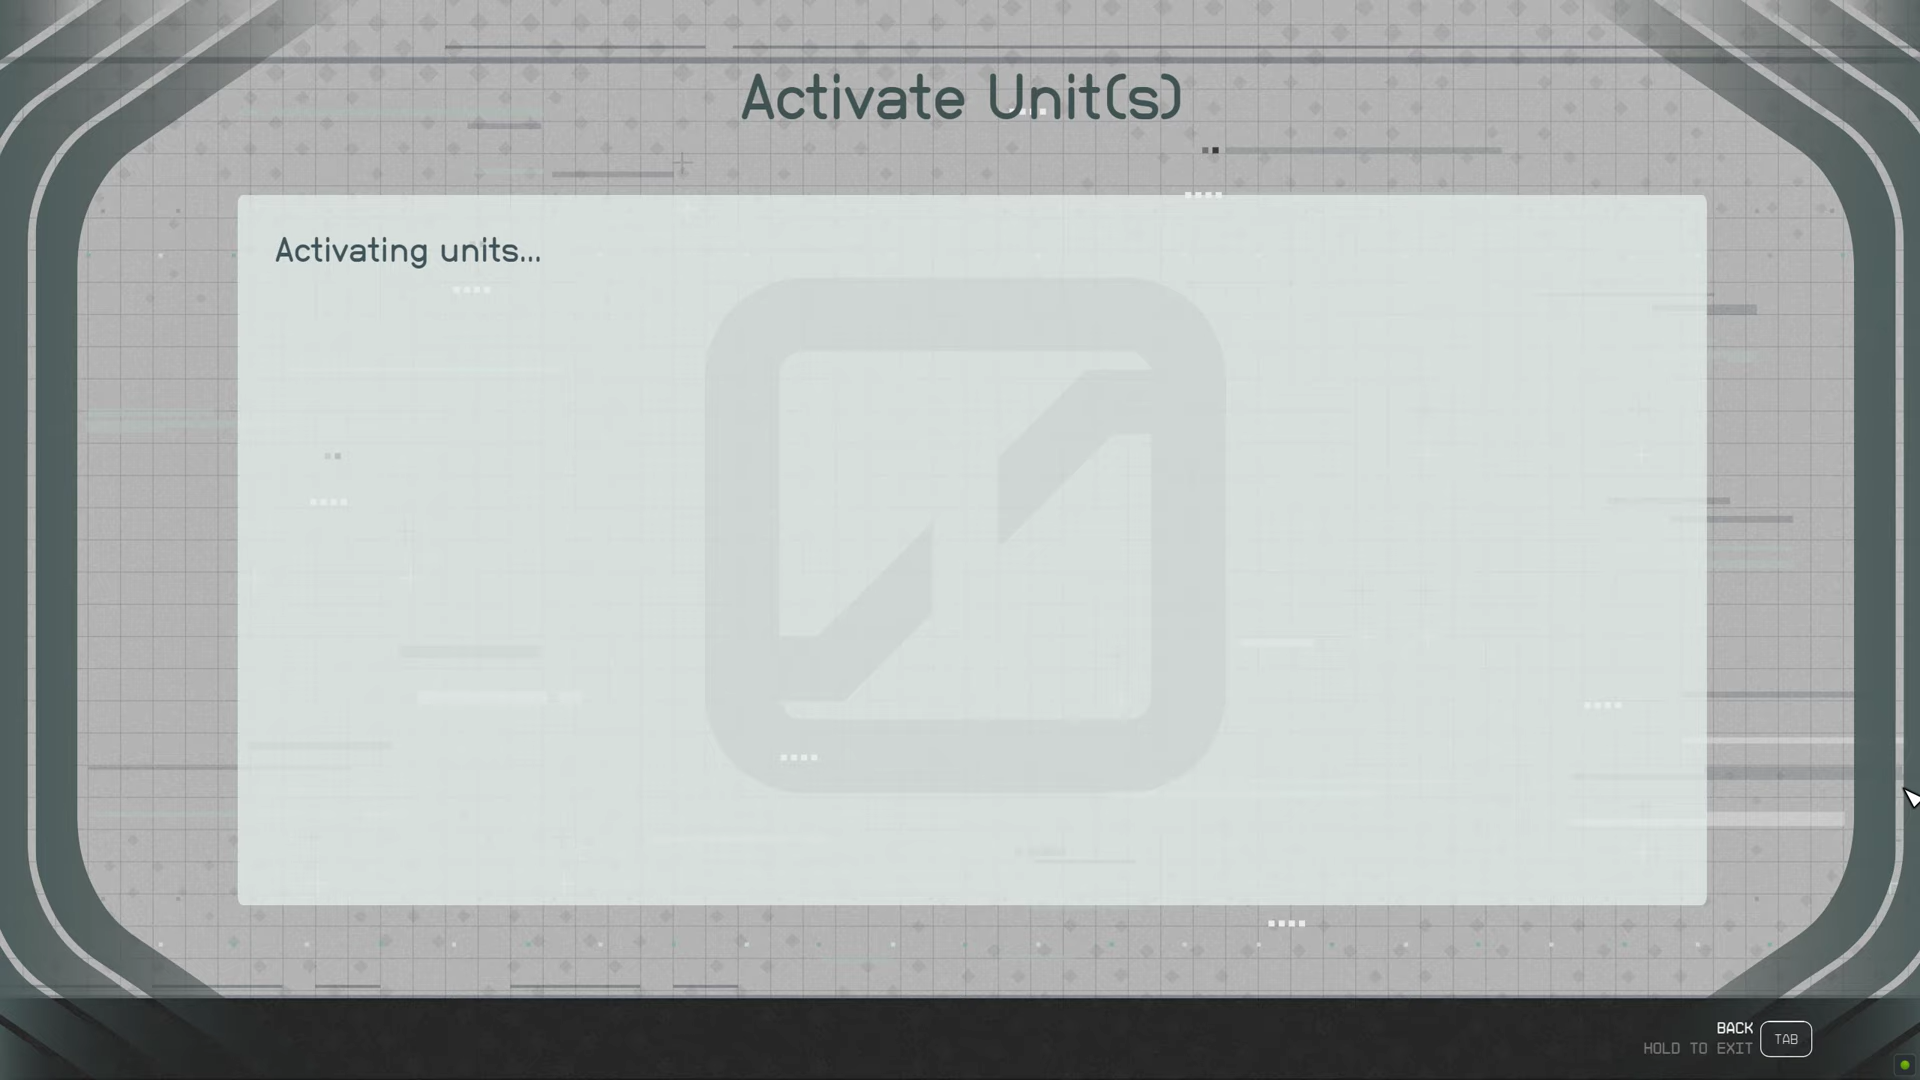 Activate Unit(s)
Activating units...
BACK
HOLD TO EXIT
TAB